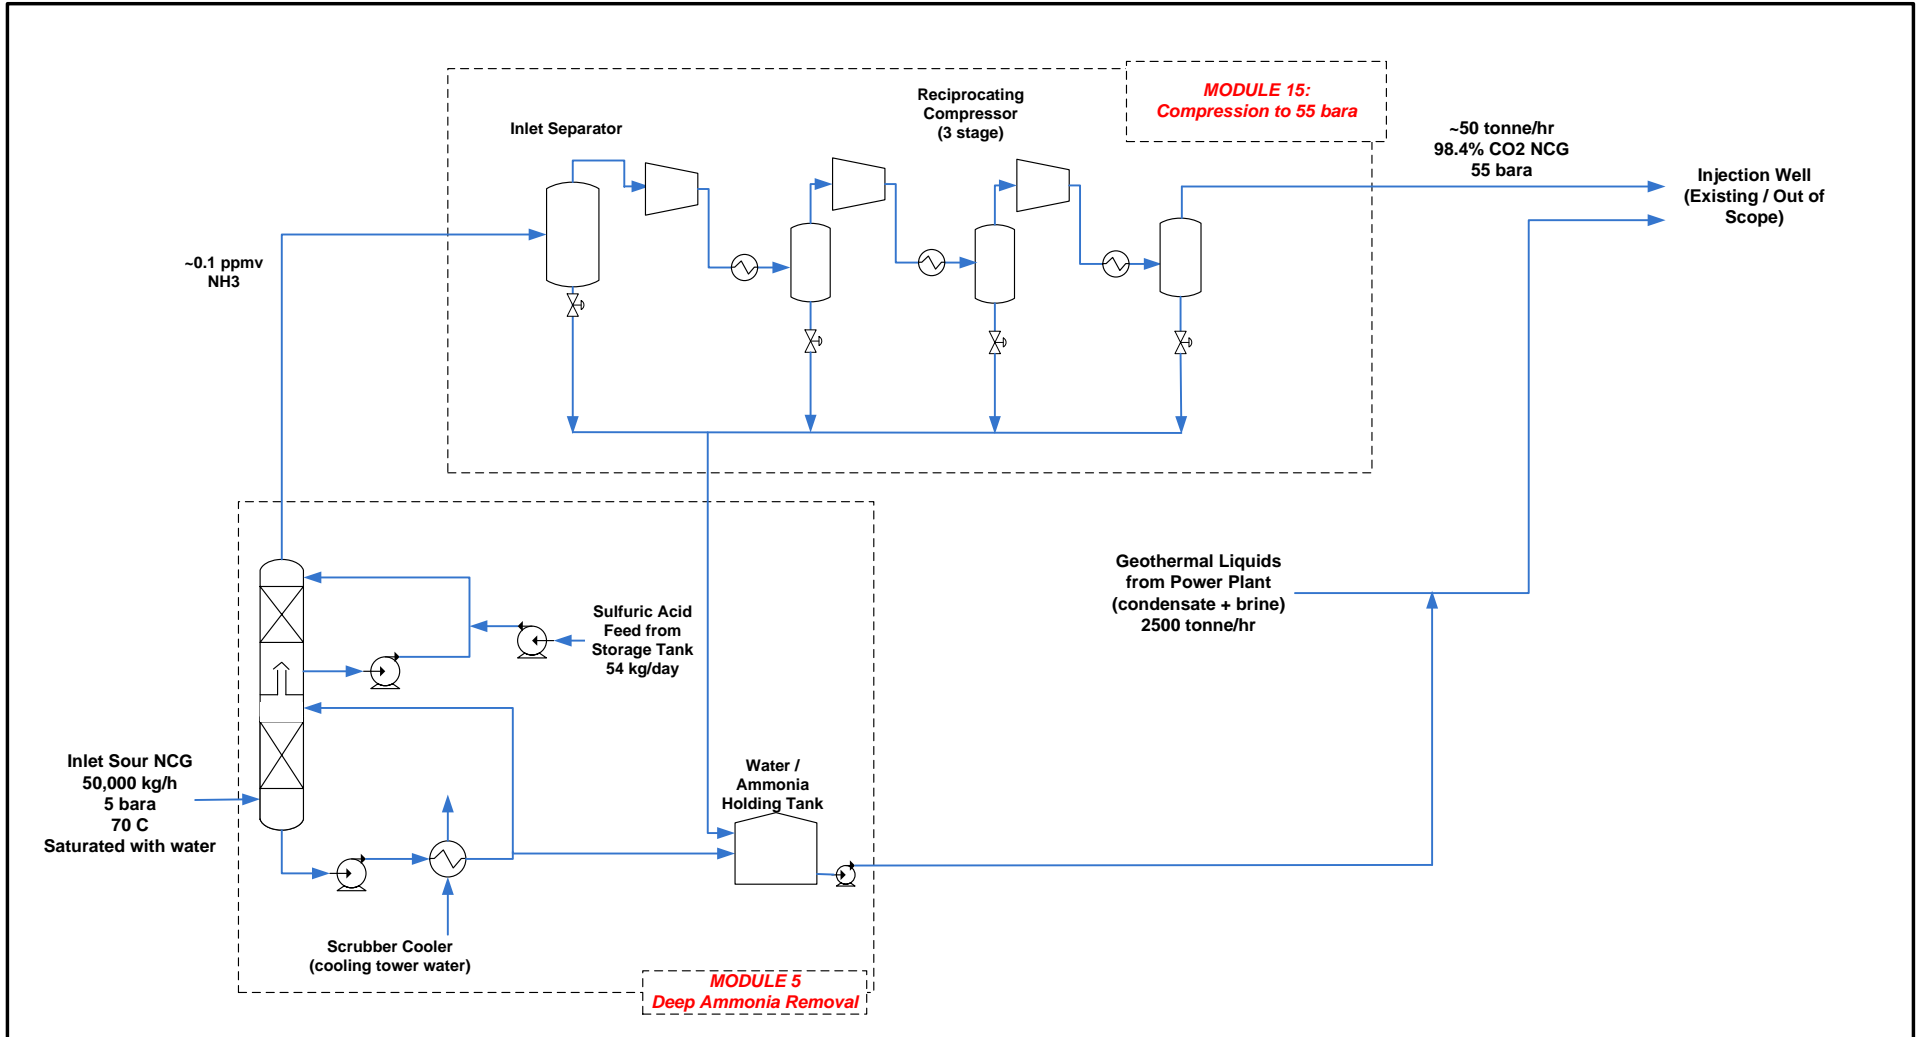 MODULE 15:
Compression to 55 bara
Reciprocating
Compressor
(3 stage)
Inlet Separator
~50 tonne/hr
98.4% CO2 NCG
55 bara
Injection Well
(Existing / Out of
Scope)
~0.1 ppmv
NH3
Geothermal Liquids
from Power Plant
(condensate + brine)
2500 tonne/hr
Sulfuric Acid
Feed from
Storage Tank
54 kg/day
Inlet Sour NCG
50,000 kg/h
5 bara
70 C
Saturated with water
Water /
Ammonia
Holding Tank
Scrubber Cooler
(cooling tower water)
MODULE 5
Deep Ammonia Removal